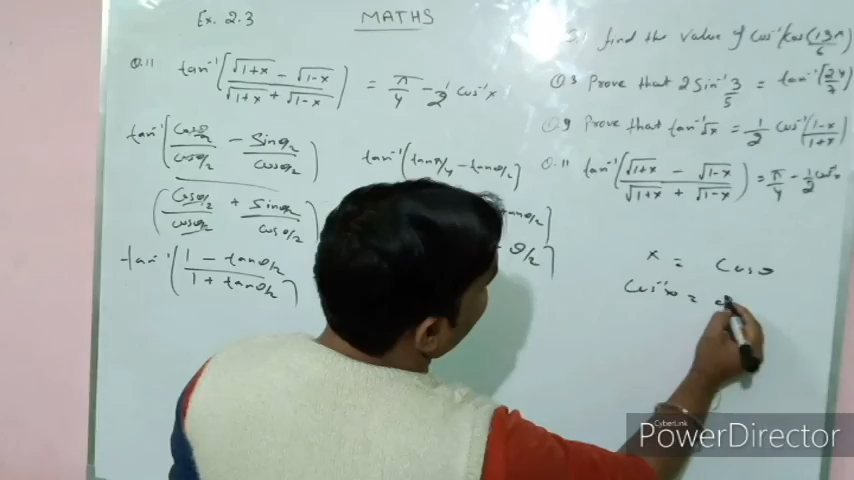 Ex. 2.3
MATHS
Q.11 tan⁻¹[(√1+x − √1-x)/(√1+x + √1-x)] = π/4 − 1/2 cos⁻¹x
tan⁻¹[Cosθ/2 / Cosθ/2 − Sinθ/2 / Cosθ/2]
[Cosθ/2 / Cosθ/2 + Sinθ/2 / Cosθ/2]
tan⁻¹[(1 − tanθ/2)/(1 + tanθ/2)]
tan⁻¹(tanπ/4 − tanθ/2)
tanθ/2]
θ/2]
find the value of Cos⁻¹(Cos(13π/6)
Q 3 Prove that 2 Sin⁻¹ 3/5 = tan⁻¹(24/7)
Q 9 Prove that tan⁻¹√x = 1/2 Cos⁻¹(1-x/1+x)
Q.11 tan⁻¹(√1+x − √1-x / √1+x + √1-x) = π/4 − 1/2 cos⁻¹x
x = Cosθ
Cos⁻¹x =
CyberLink
PowerDirector